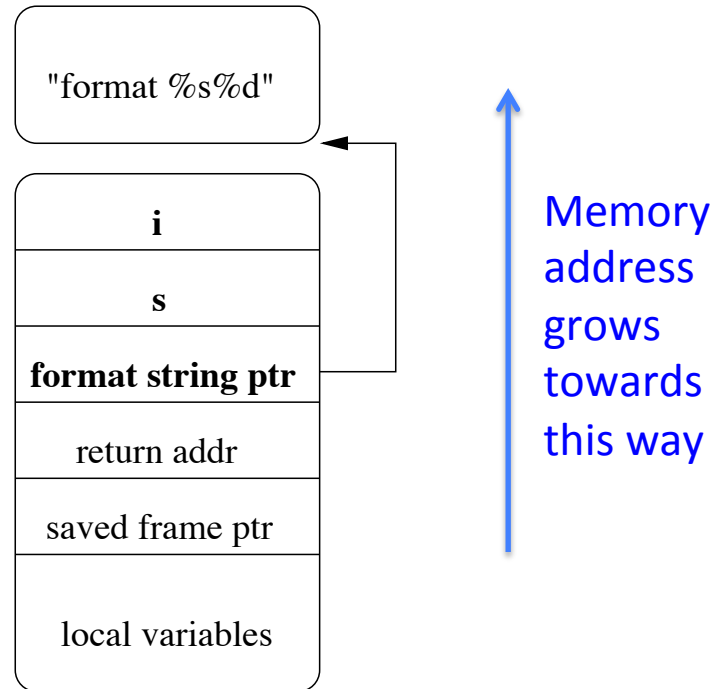 "format %s%d"
i
s
format string ptr
return addr
saved frame ptr
local variables
Memory
address
grows
towards
this way